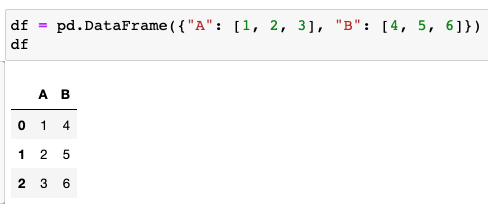 df = pd.DataFrame({"A": [1, 2, 3], "B": [4, 5, 6]})
df
A B
0 1 4
1 2 5
2 3 6